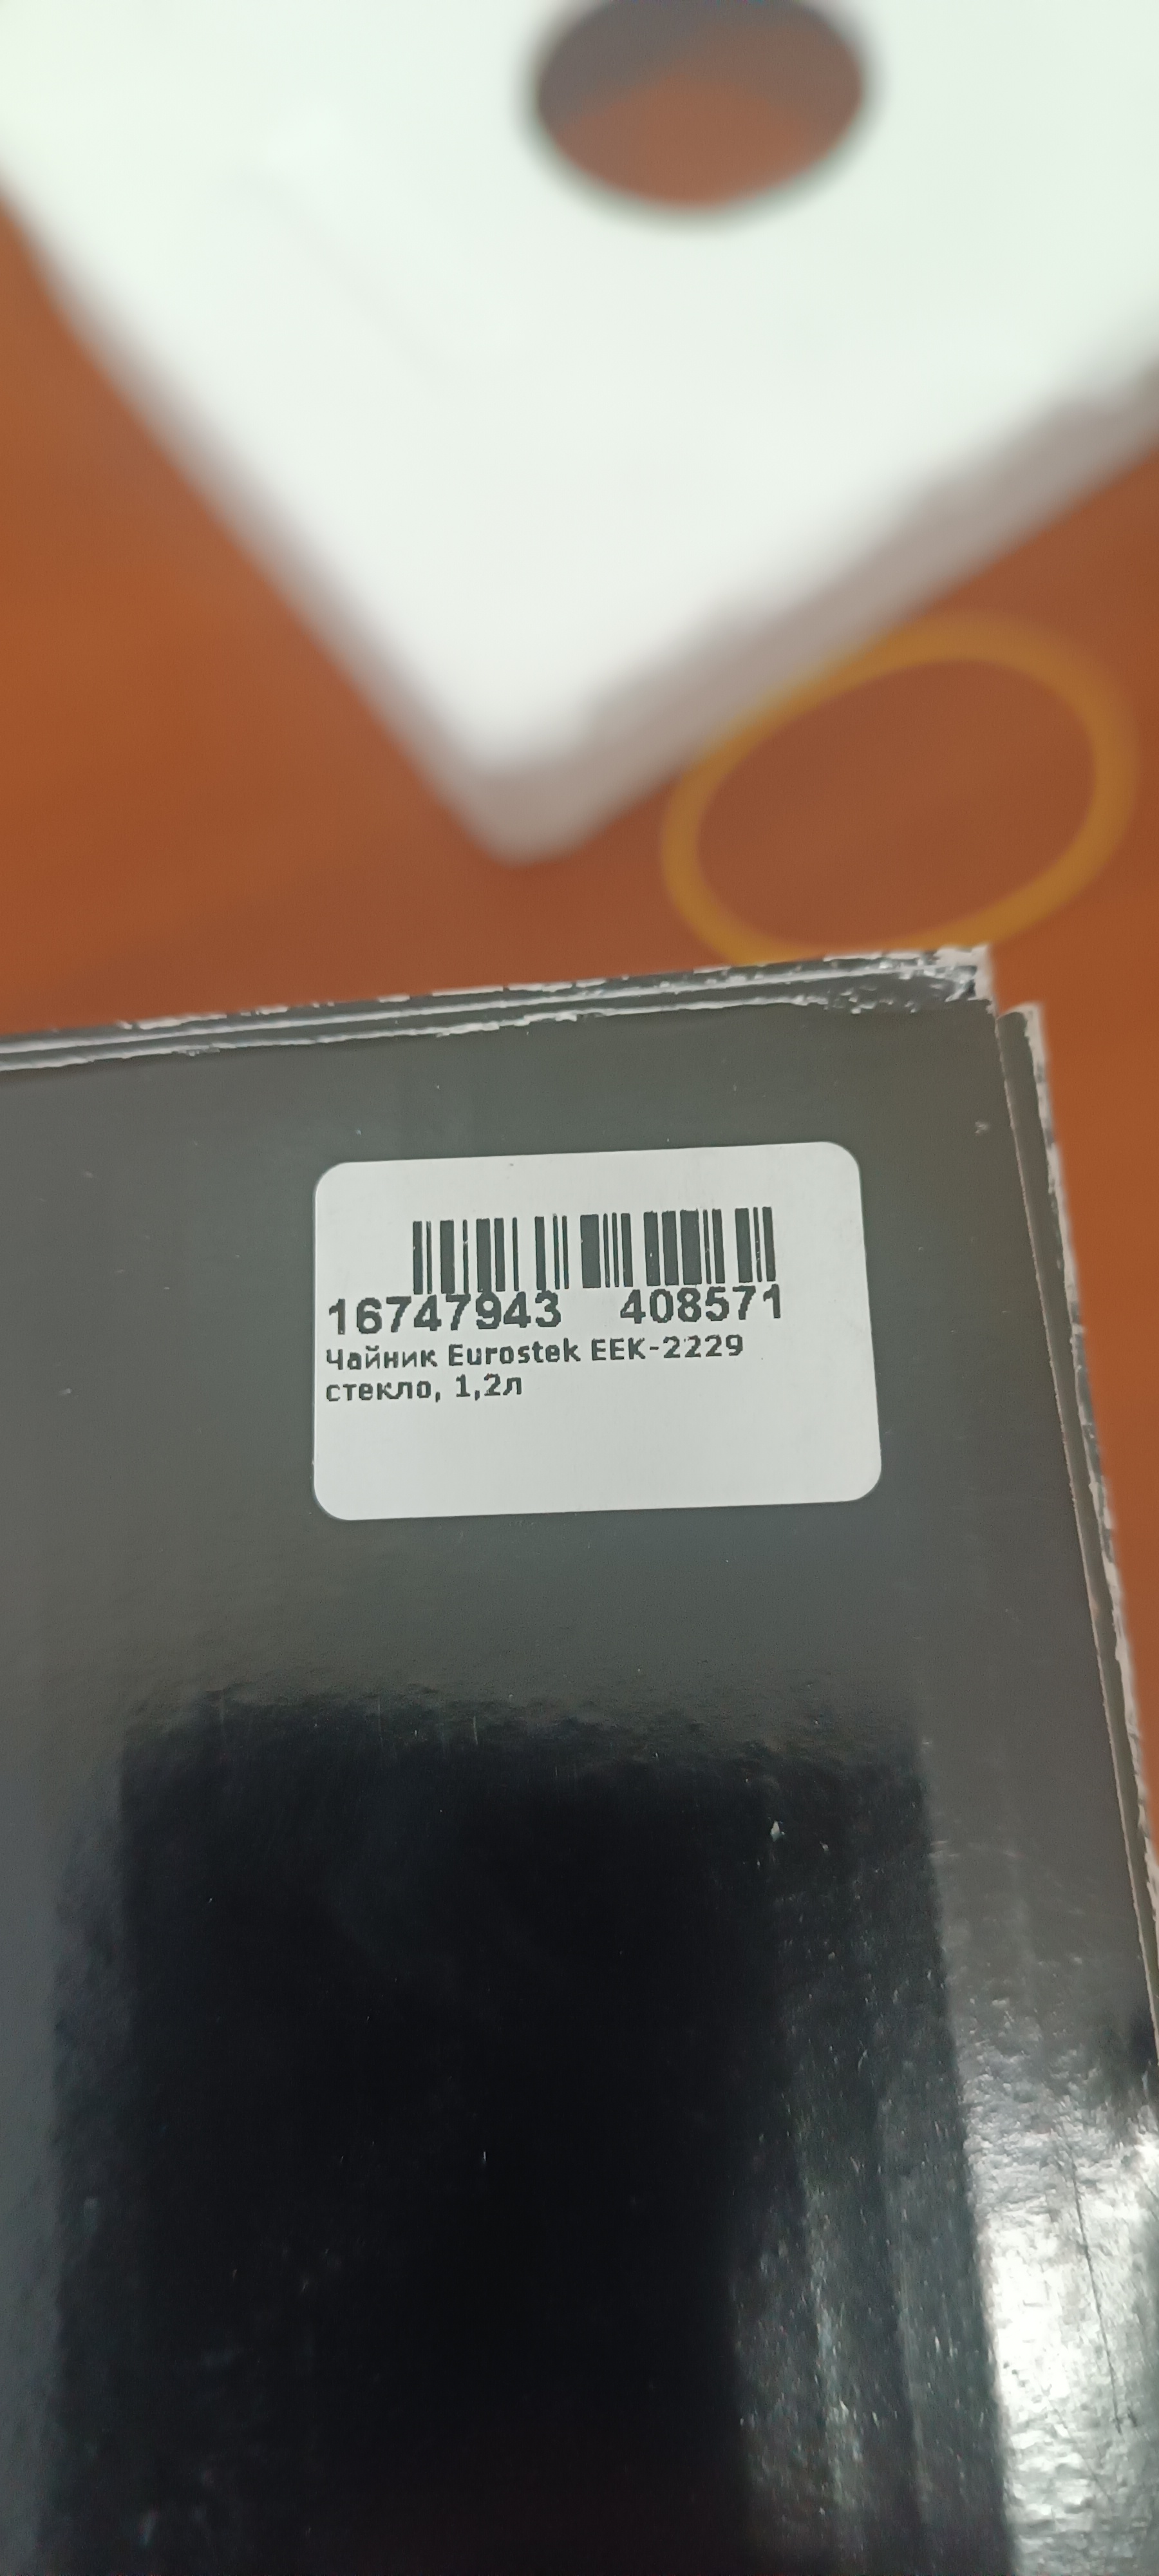 16747943 408571
Чайник Eurostek EEK-2229
стекло, 1,2л